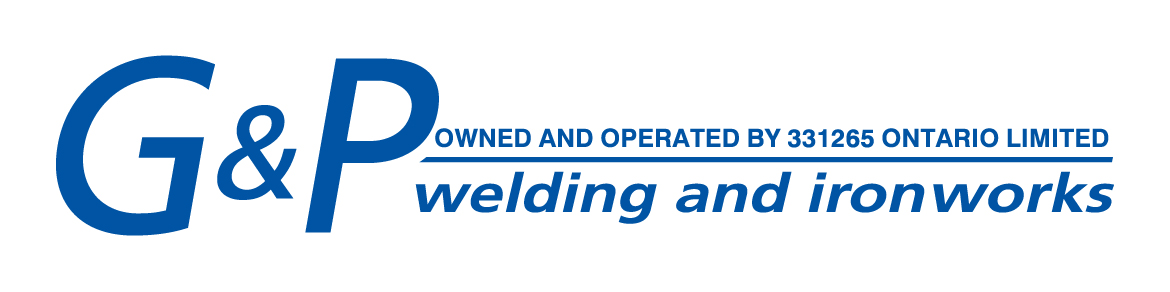 G&P
OWNED AND OPERATED BY 331265 ONTARIO LIMITED
welding and ironworks